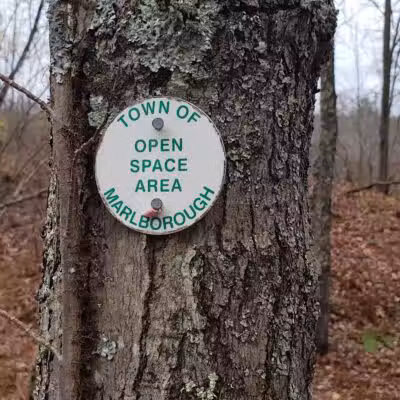 TOWN OF
OPEN
SPACE
AREA
MARLBOROUGH